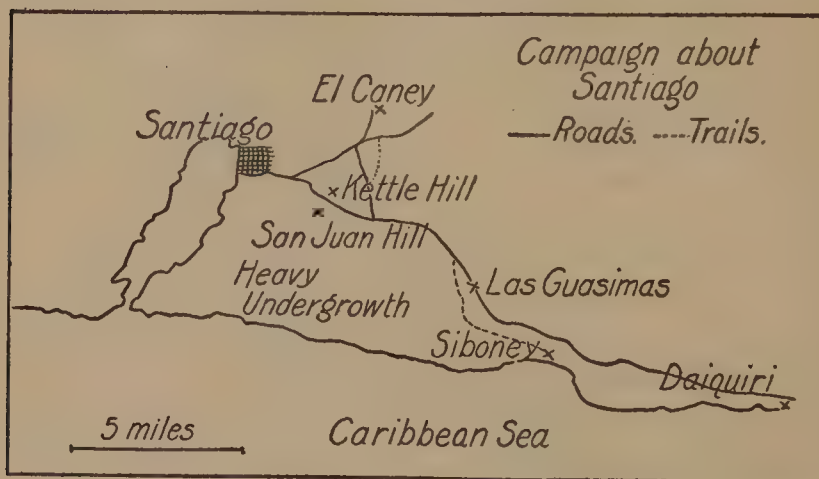 Campaign about
Santiago
Roads. Trails.
El Caney
Santiago
Kettle Hill
San Juan Hill
Heavy
Undergrowth
Las Guasimas
Siboney
Daiquiri
5 miles
Caribbean Sea